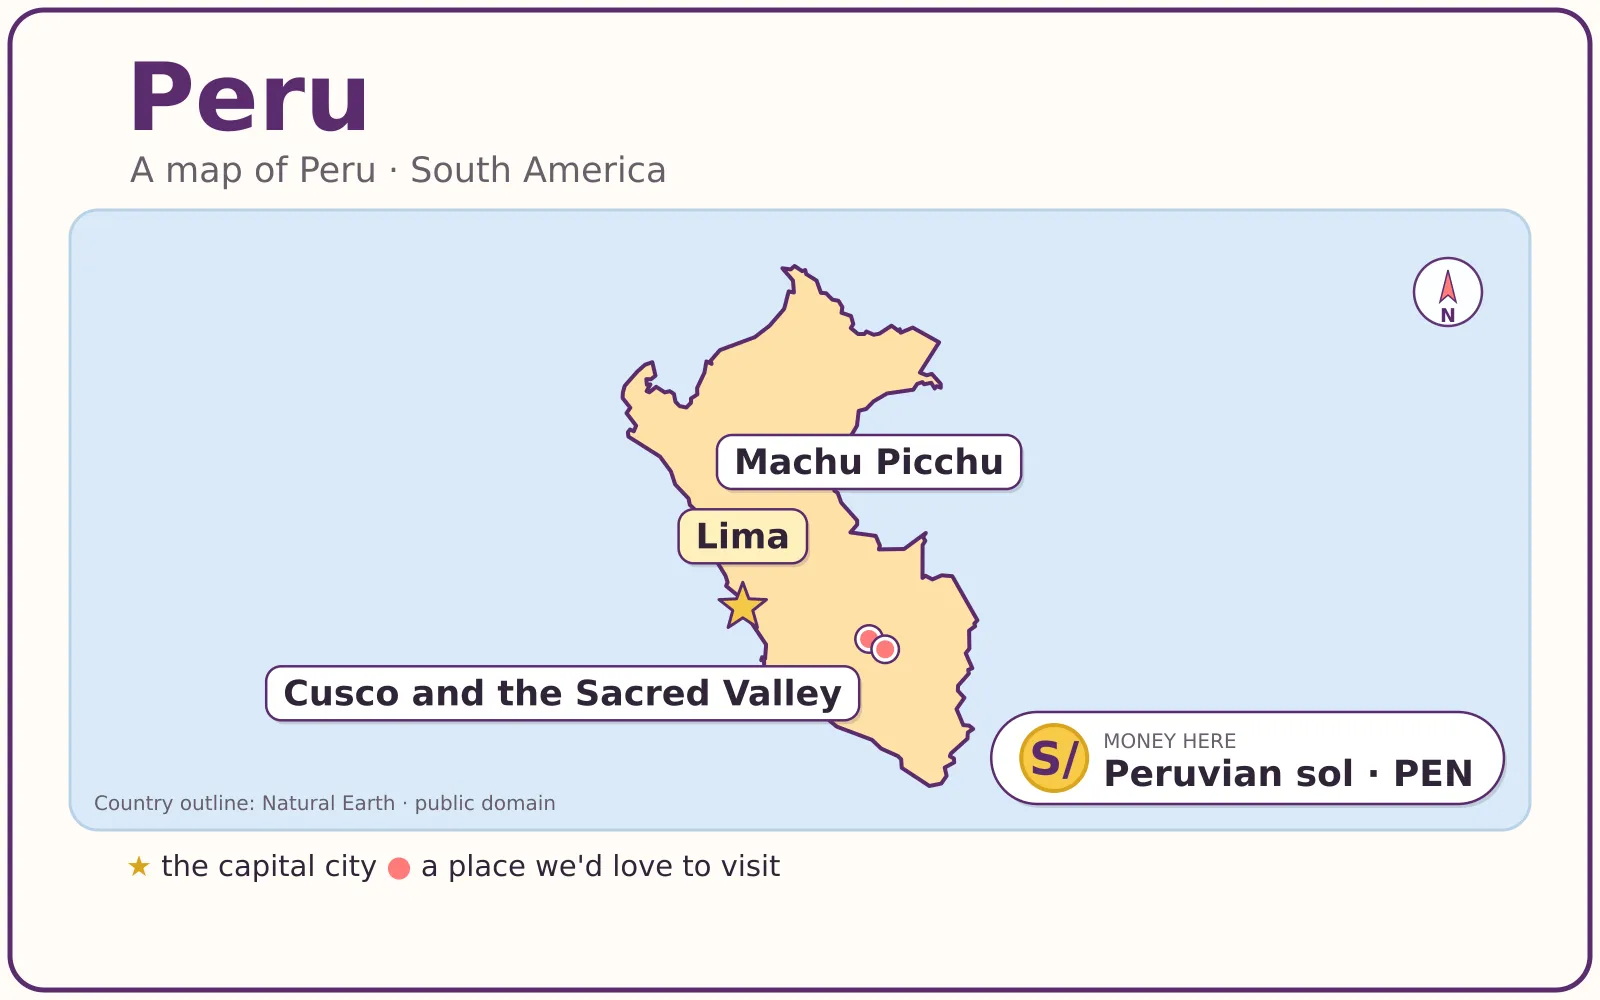 Peru
A map of Peru · South America
N
Machu Picchu
Lima
Cusco and the Sacred Valley
S/
MONEY HERE
Peruvian sol · PEN
Country outline: Natural Earth · public domain
★ the capital city ● a place we'd love to visit